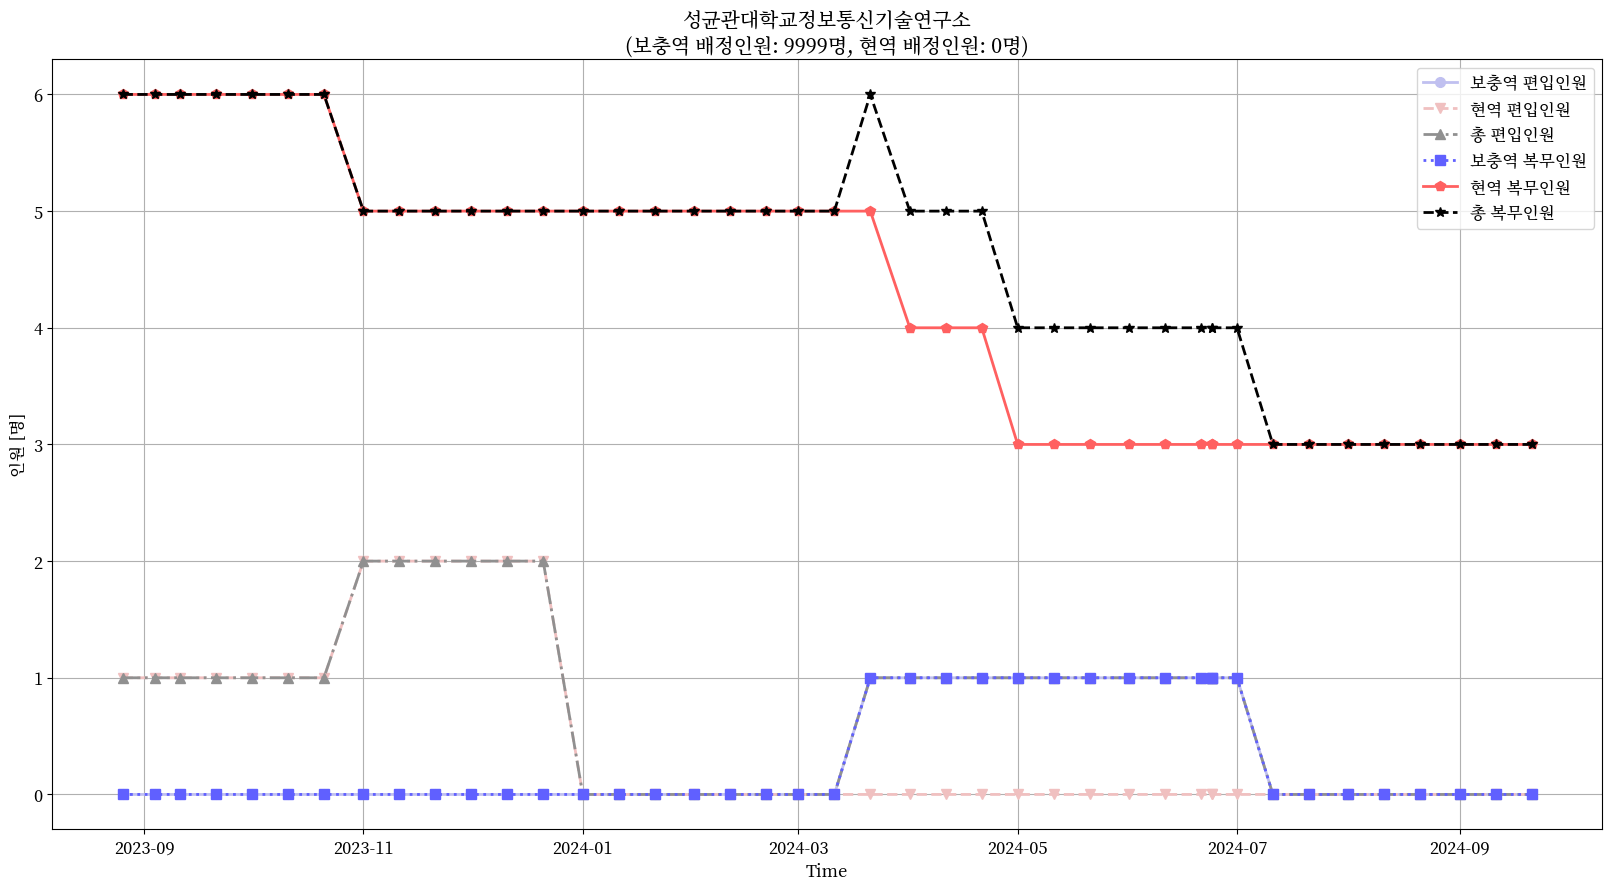 성균관대학교정보통신기술연구소
(보충역 배정인원: 9999명, 현역 배정인원: 0명)
보충역 편입인원
현역 편입인원
총 편입인원
보충역 복무인원
현역 복무인원
총 복무인원
인원 [명]
6
5
4
3
2
1
0
2023-09
2023-11
2024-01
2024-03
2024-05
2024-07
2024-09
Time